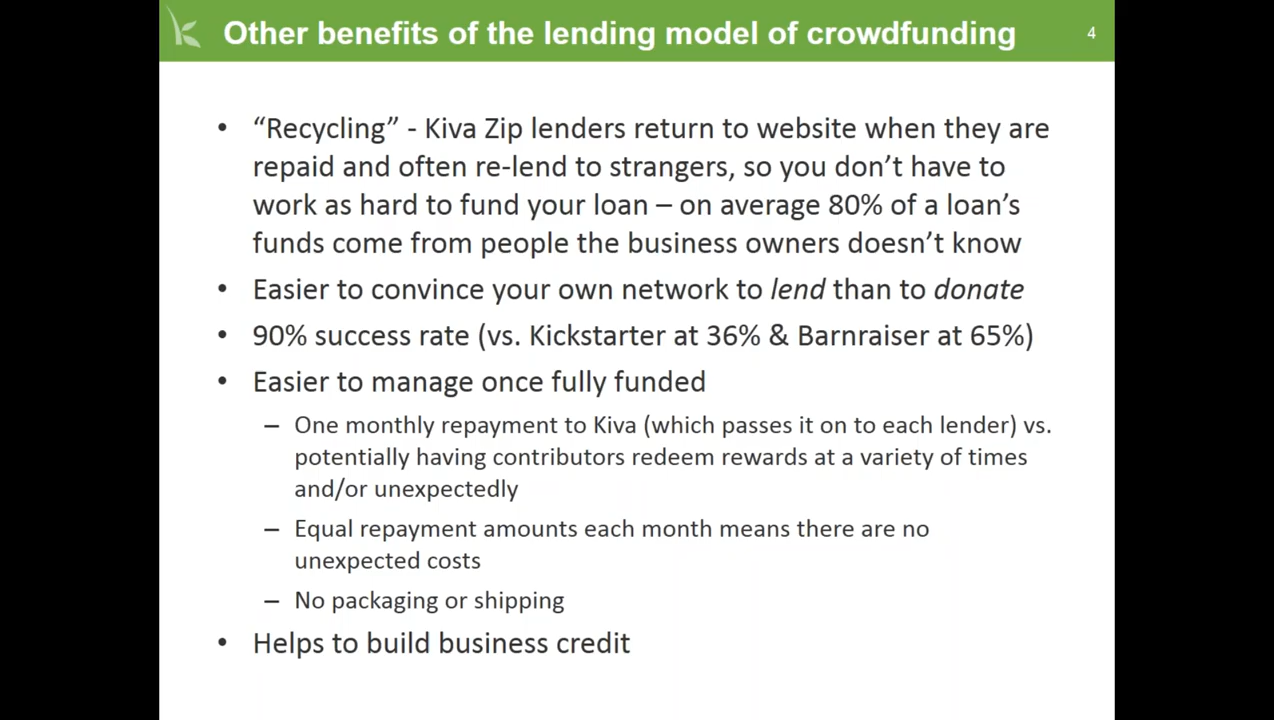 Other benefits of the lending model of crowdfunding
4
• “Recycling” - Kiva Zip lenders return to website when they are
repaid and often re-lend to strangers, so you don’t have to
work as hard to fund your loan – on average 80% of a loan’s
funds come from people the business owners doesn’t know
• Easier to convince your own network to lend than to donate
• 90% success rate (vs. Kickstarter at 36% & Barnraiser at 65%)
• Easier to manage once fully funded
– One monthly repayment to Kiva (which passes it on to each lender) vs.
potentially having contributors redeem rewards at a variety of times
and/or unexpectedly
– Equal repayment amounts each month means there are no
unexpected costs
– No packaging or shipping
• Helps to build business credit